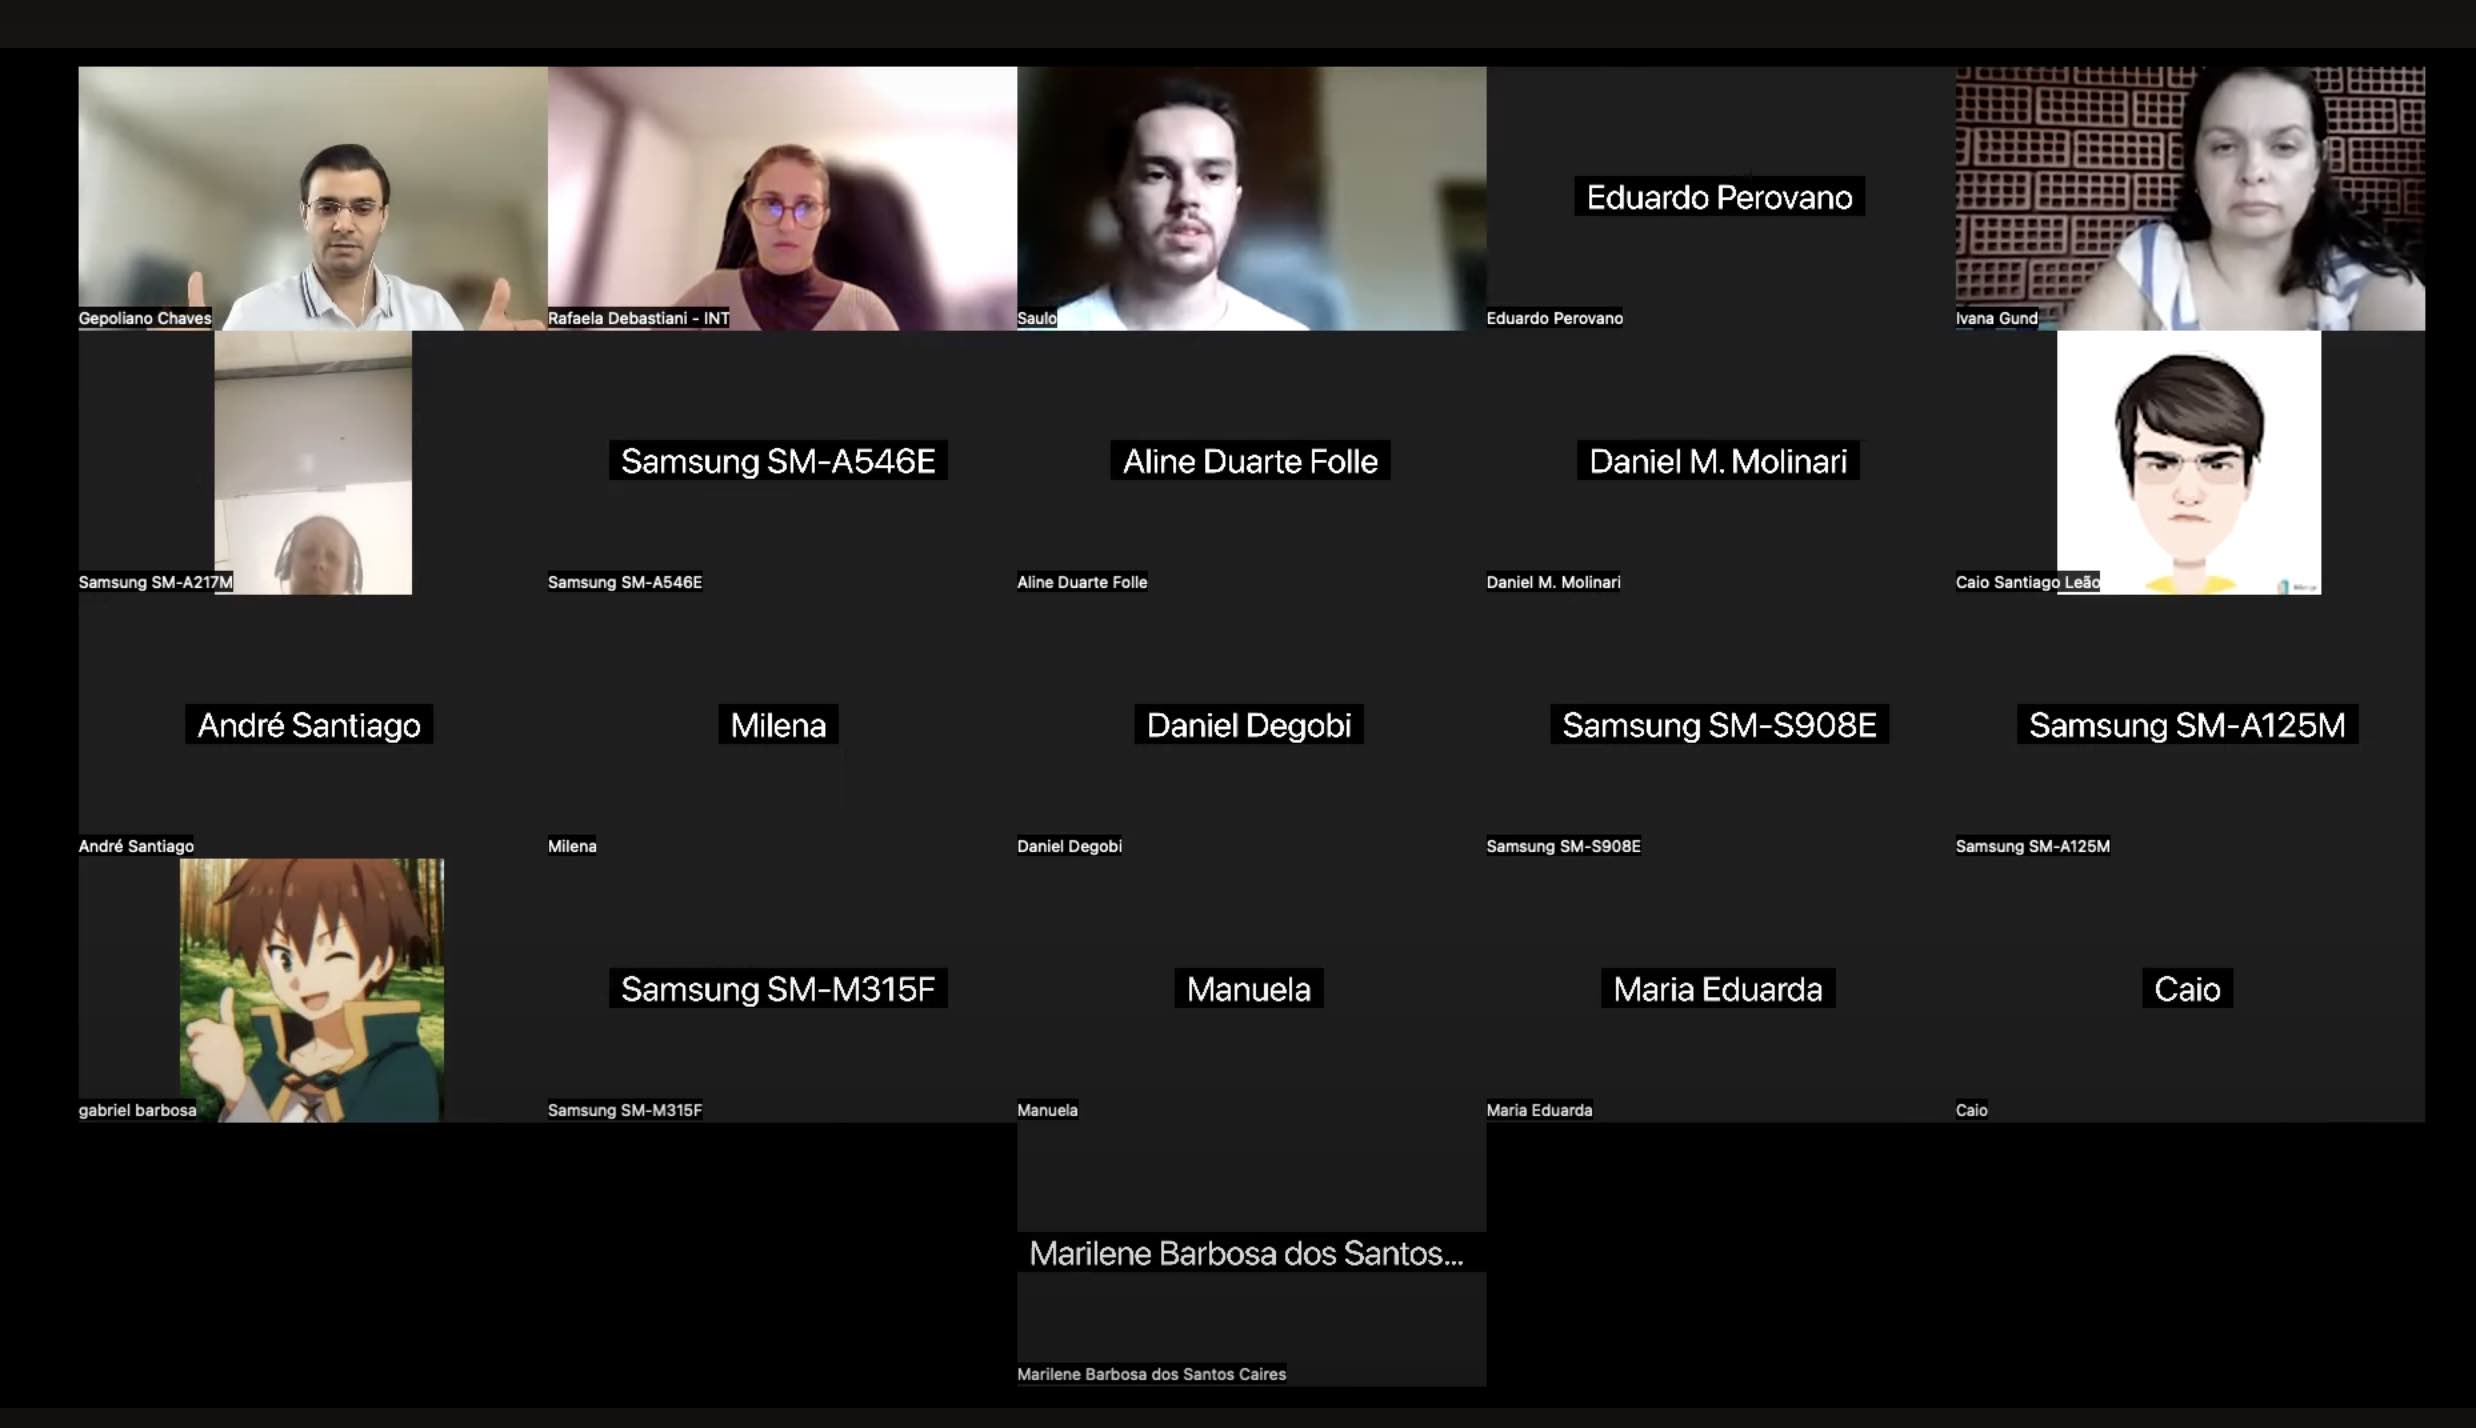 Gepoliano Chaves
Rafaela Debastiani - INT
Saulo
Eduardo Perovano
Eduardo Perovano
Ivana Gund
Samsung SM-A217M
Samsung SM-A546E
Samsung SM-A546E
Aline Duarte Folle
Aline Duarte Folle
Daniel M. Molinari
Daniel M. Molinari
Caio Santiago Leão
André Santiago
André Santiago
Milena
Milena
Daniel Degobi
Daniel Degobi
Samsung SM-S908E
Samsung SM-S908E
Samsung SM-A125M
Samsung SM-A125M
gabriel barbosa
Samsung SM-M315F
Samsung SM-M315F
Manuela
Manuela
Maria Eduarda
Maria Eduarda
Caio
Caio
Marilene Barbosa dos Santos...
Marilene Barbosa dos Santos Caires